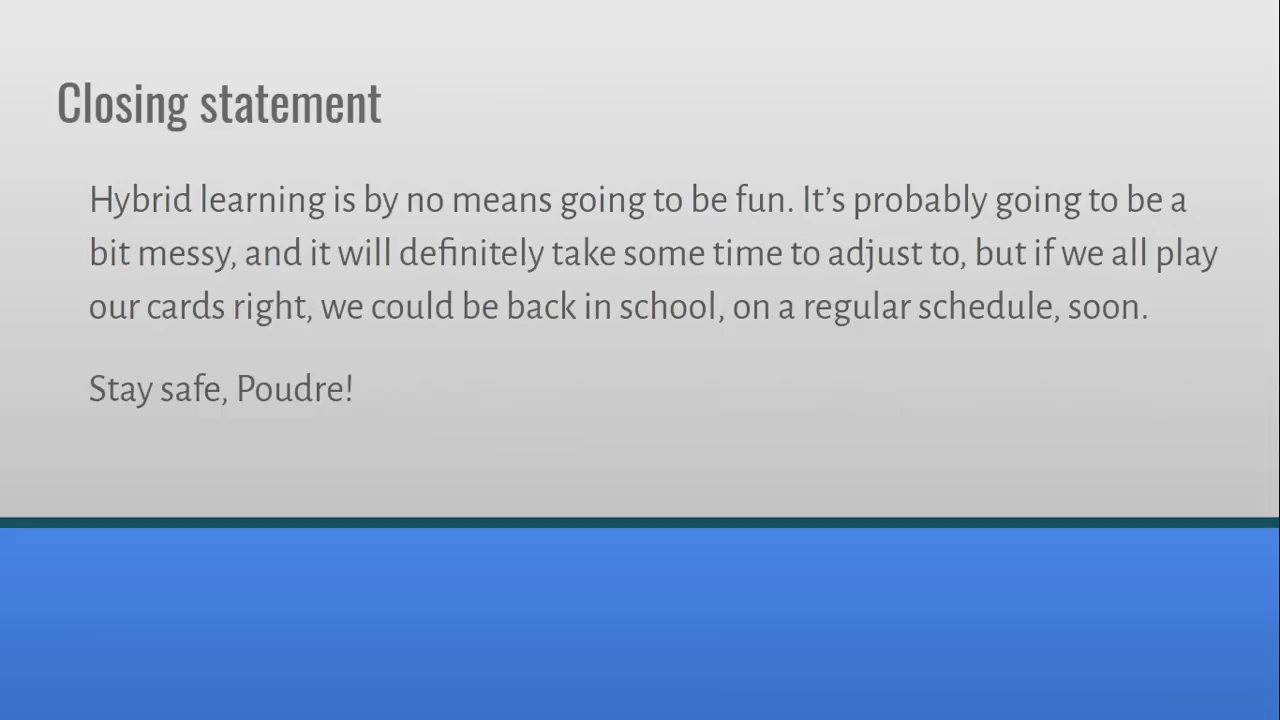 Closing statement
Hybrid learning is by no means going to be fun. It’s probably going to be a
bit messy, and it will definitely take some time to adjust to, but if we all play
our cards right, we could be back in school, on a regular schedule, soon.
Stay safe, Poudre!